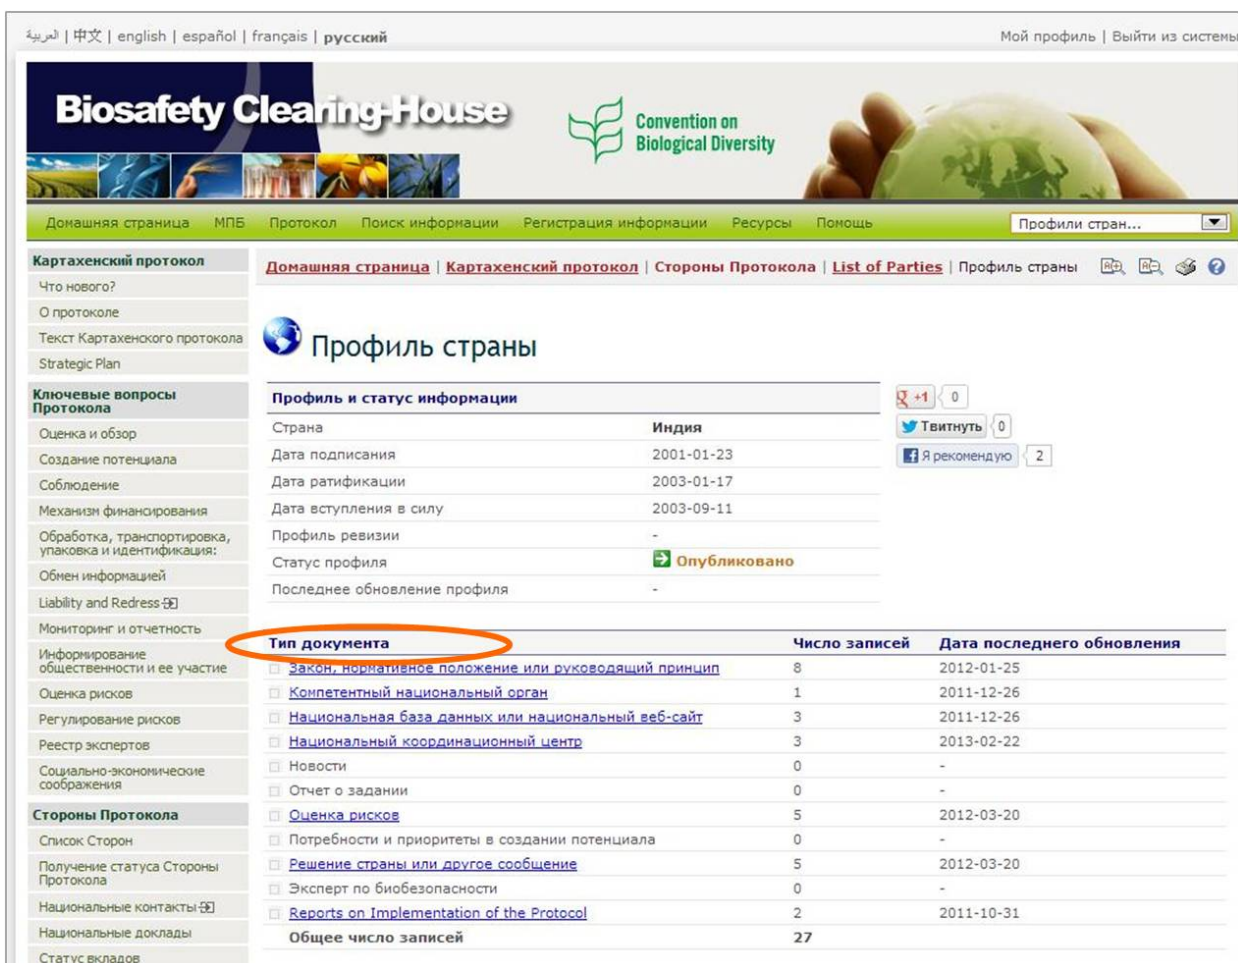 العربية | 中文 | english | español | français | русский
Мой профиль | Выйти из системы
Biosafety Clearing-House
Convention on
Biological Diversity
Домашняя страница МПБ Протокол Поиск информации Регистрация информации Ресурсы Помощь Профили стран...
Картахенский протокол
Что нового?
О протоколе
Текст Картахенского протокола
Strategic Plan
Ключевые вопросы
Протокола
Оценка и обзор
Создание потенциала
Соблюдение
Механизм финансирования
Обработка, транспортировка,
упаковка и идентификация:
Обмен информацией
Liability and Redress
Мониторинг и отчетность
Информирование
общественности и ее участие
Оценка рисков
Регулирование рисков
Реестр экспертов
Социально-экономические
соображения
Стороны Протокола
Список Сторон
Получение статуса Стороны
Протокола
Национальные контакты
Национальные доклады
Статус вкладов
Домашняя страница | Картахенский протокол | Стороны Протокола | List of Parties | Профиль страны
Профиль страны
Профиль и статус информации
Страна Индия
Дата подписания 2001-01-23
Дата ратификации 2003-01-17
Дата вступления в силу 2003-09-11
Профиль ревизии -
Статус профиля Опубликовано
Последнее обновление профиля -
+1 0
Твитнуть 0
Я рекомендую 2
Тип документа Число записей Дата последнего обновления
Закон, нормативное положение или руководящий принцип 8 2012-01-25
Компетентный национальный орган 1 2011-12-26
Национальная база данных или национальный веб-сайт 3 2011-12-26
Национальный координационный центр 3 2013-02-22
Новости 0 -
Отчет о задании 0 -
Оценка рисков 5 2012-03-20
Потребности и приоритеты в создании потенциала 0 -
Решение страны или другое сообщение 5 2012-03-20
Эксперт по биобезопасности 0 -
Reports on Implementation of the Protocol 2 2011-10-31
Общее число записей 27